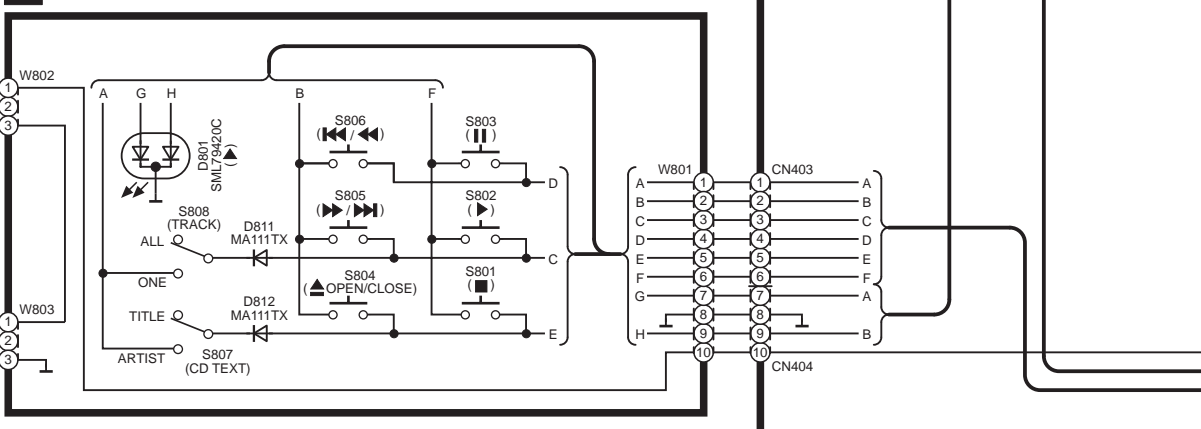 W802
1
2
3
A G H B F
D801
SML79420C
(▲)
S806
(⏮/◀◀)
S803
(❚❚)
D
S808
(TRACK)
ALL
ONE
D811
MA111TX
S805
(▶▶/⏭)
S802
(▶)
C
W803
1
2
3
TITLE
ARTIST
S807
(CD TEXT)
D812
MA111TX
S804
(⏏OPEN/CLOSE)
S801
(■)
E
W801
CN403
A 1 1 A
B 2 2 B
C 3 3 C
D 4 4 D
E 5 5 E
F 6 6 F
G 7 7 A
8 8
H 9 9 B
10 10
CN404